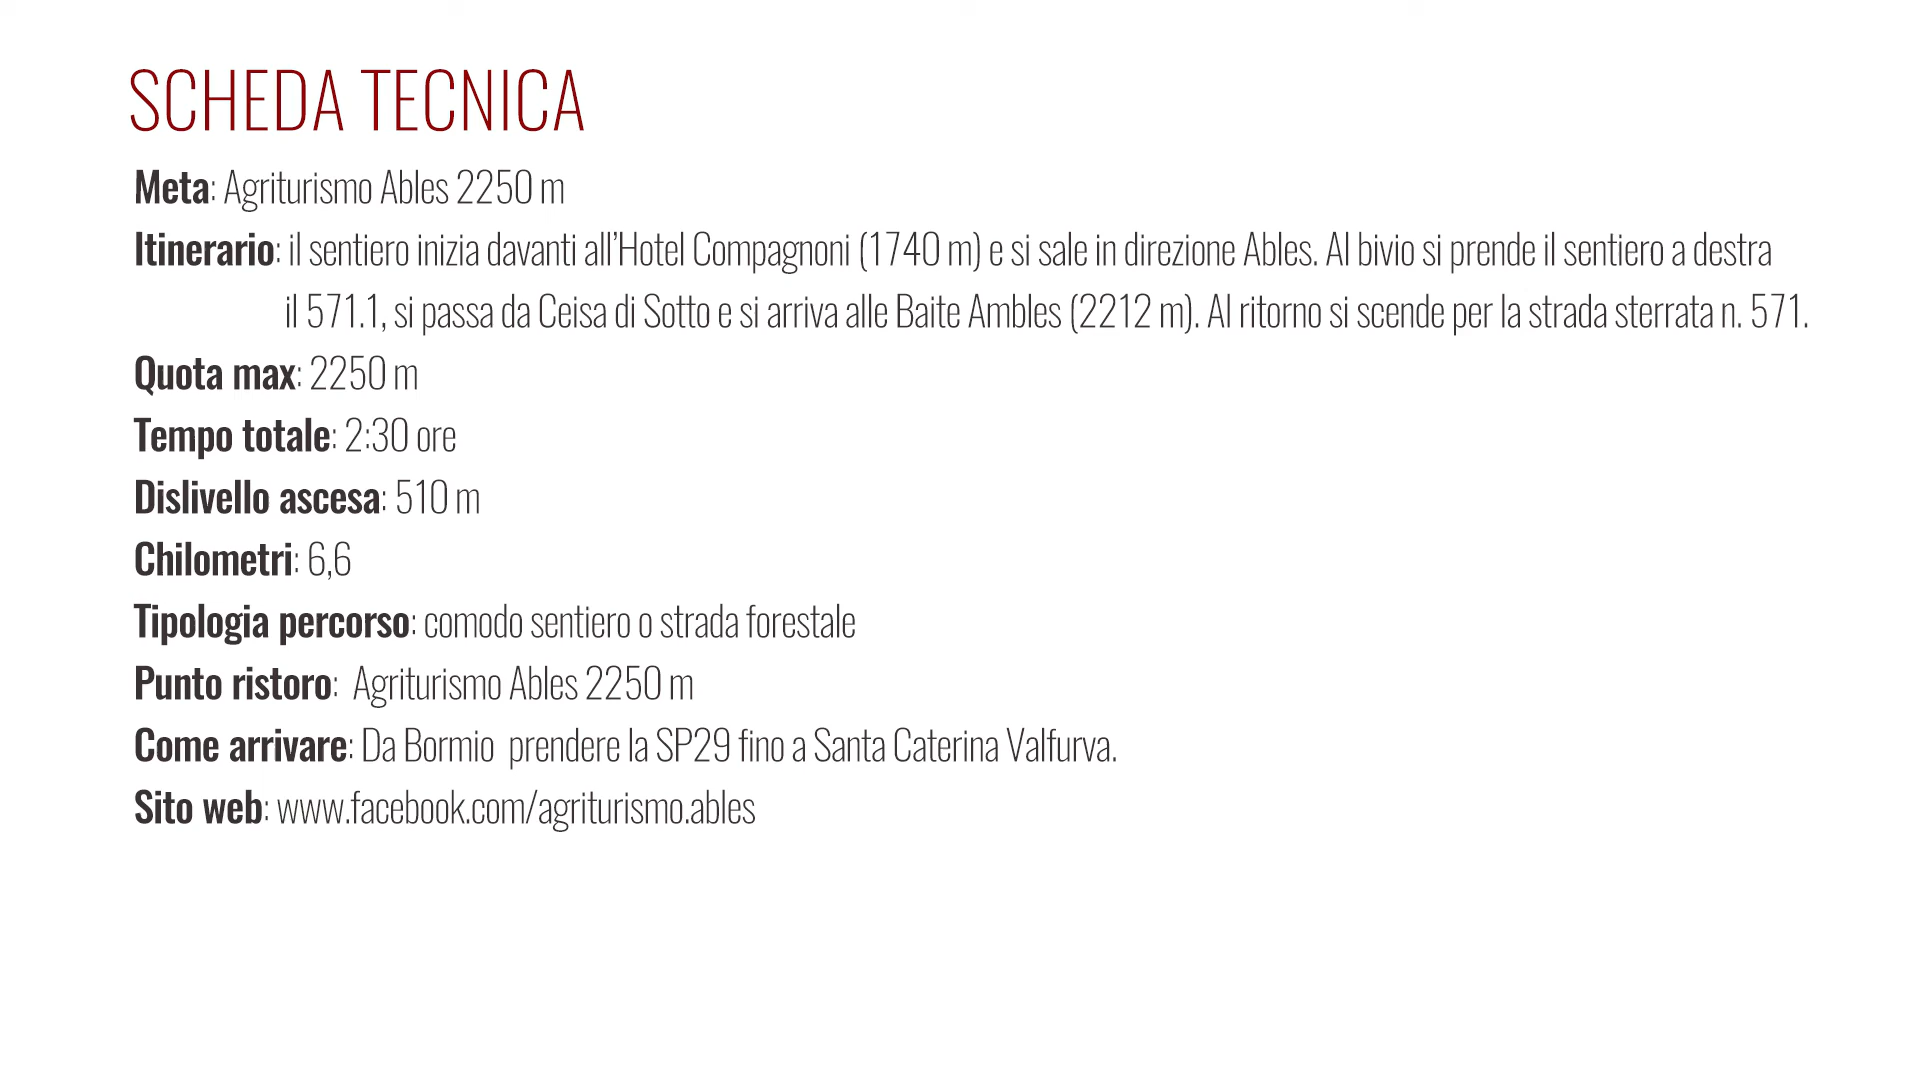 SCHEDA TECNICA
Meta: Agriturismo Ables 2250 m
Itinerario: il sentiero inizia davanti all’Hotel Compagnoni (1740 m) e si sale in direzione Ables. Al bivio si prende il sentiero a destra
il 571.1, si passa da Ceisa di Sotto e si arriva alle Baite Ambles (2212 m). Al ritorno si scende per la strada sterrata n. 571.
Quota max: 2250 m
Tempo totale: 2:30 ore
Dislivello ascesa: 510 m
Chilometri: 6,6
Tipologia percorso: comodo sentiero o strada forestale
Punto ristoro:  Agriturismo Ables 2250 m
Come arrivare: Da Bormio  prendere la SP29 fino a Santa Caterina Valfurva.
Sito web: www.facebook.com/agriturismo.ables